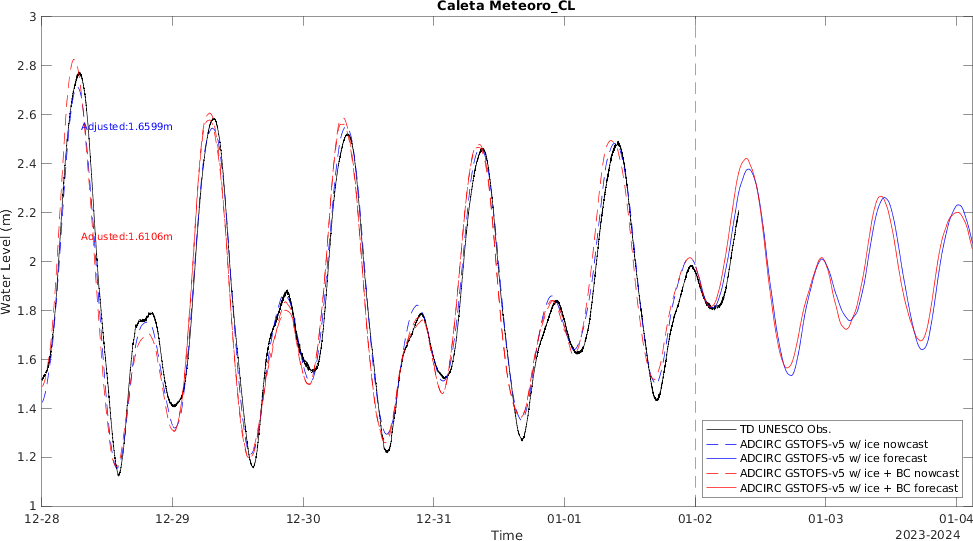 Caleta Meteoro_CL
3
2.8
2.6
2.4
2.2
2
1.8
1.6
1.4
1.2
1
Water Level (m)
Adjusted:1.6599m
Adjusted:1.6106m
TD UNESCO Obs.
ADCIRC GSTOFS-v5 w/ ice nowcast
ADCIRC GSTOFS-v5 w/ ice forecast
ADCIRC GSTOFS-v5 w/ ice + BC nowcast
ADCIRC GSTOFS-v5 w/ ice + BC forecast
12-28 12-29 12-30 12-31 01-01 01-02 01-03 01-04
Time
2023-2024